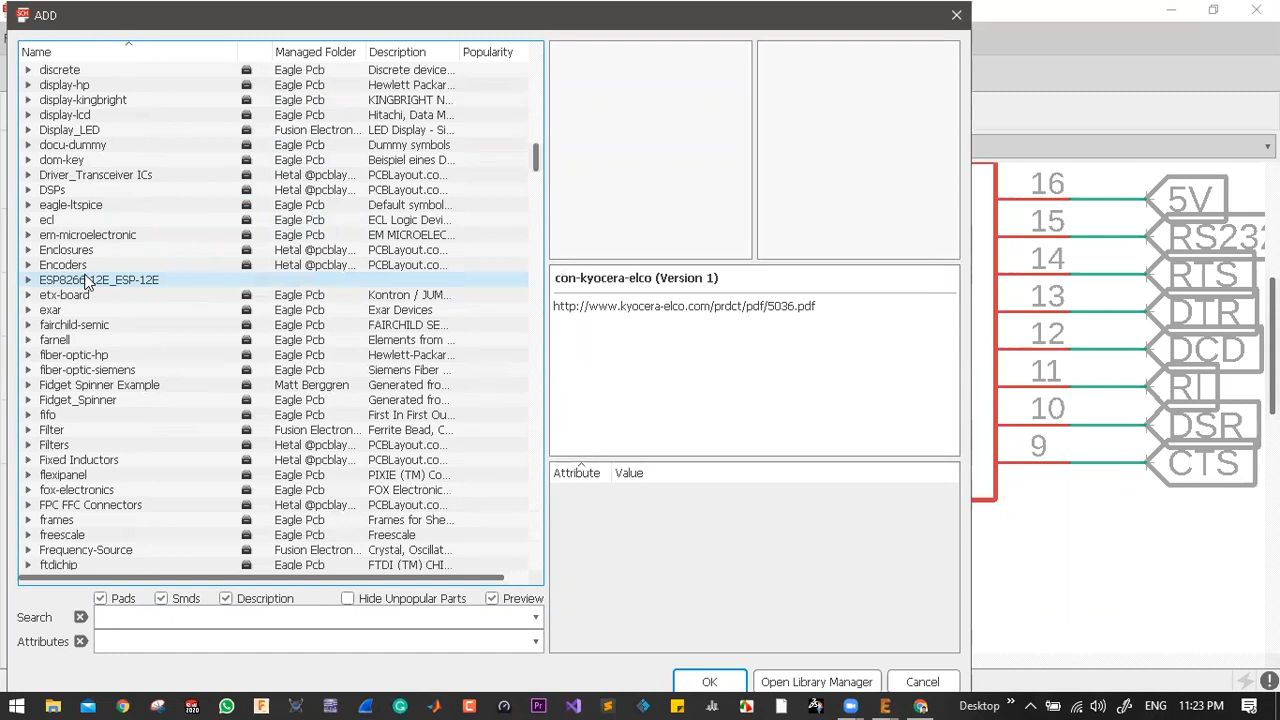 ADD
Name Managed Folder Description Popularity
discrete Eagle Pcb Discrete device...
display-hp Eagle Pcb Hewlett Packar...
display-kingbright Eagle Pcb KINGBRIGHT N...
display-lcd Eagle Pcb Hitachi, Data M...
Display_LED Fusion Electron... LED Display - Si...
docu-dummy Eagle Pcb Dummy symbols
dom-key Eagle Pcb Beispiel eines D...
Driver_Transceiver ICs Hetal @pcblay... PCBLayout.co...
DSPs Hetal @pcblay... PCBLayout.co...
eagle-ltspice Eagle Pcb Default symbol...
ecl Eagle Pcb ECL Logic Devi...
em-microelectronic Eagle Pcb EM MICROELEC...
Enclosures Hetal @pcblay... PCBLayout.co...
Encoders Hetal @pcblay... PCBLayout.co...
ESP8266-12E_ESP-12E
etx-board Eagle Pcb Kontron / JUM...
exar Eagle Pcb Exar Devices
fairchild-semic Eagle Pcb FAIRCHILD SE...
farnell Eagle Pcb Elements from ...
fiber-optic-hp Eagle Pcb Hewlett-Packar...
fiber-optic-siemens Eagle Pcb Siemens Fiber ...
Fidget Spinner Example Matt Berggren Generated fro...
Fidget_Spinner Eagle Pcb Generated fro...
fifo Eagle Pcb First In First Ou...
Filter Fusion Electron... Ferrite Bead, C...
Filters Hetal @pcblay... PCBLayout.co...
Fixed Inductors Hetal @pcblay... PCBLayout.co...
flexipanel Eagle Pcb PIXIE (TM) Co...
fox-electronics Eagle Pcb FOX Electronic...
FPC FFC Connectors Hetal @pcblay... PCBLayout.co...
frames Eagle Pcb Frames for She...
freescale Eagle Pcb Freescale
Frequency-Source Fusion Electron... Crystal, Oscillat...
ftdichip Eagle Pcb FTDI (TM) CHI...
Pads Smds Description Hide Unpopular Parts Preview
Search
Attributes
con-kyocera-elco (Version 1)
http://www.kyocera-elco.com/prdct/pdf/5036.pdf
Attribute Value
OK Open Library Manager Cancel
16 5V
15 RS232
14 RTS
13 DTR
12 DCD
11 RI
10 DSR
9 CTS
Desktop ENG 11:23 PM